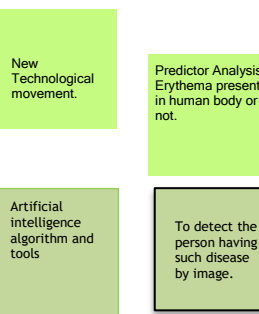 New
Technological
movement.
Predictor Analysis
Erythema present
in human body or
not.
Artificial
intelligence
algorithm and
tools
To detect the
person having
such disease
by image.